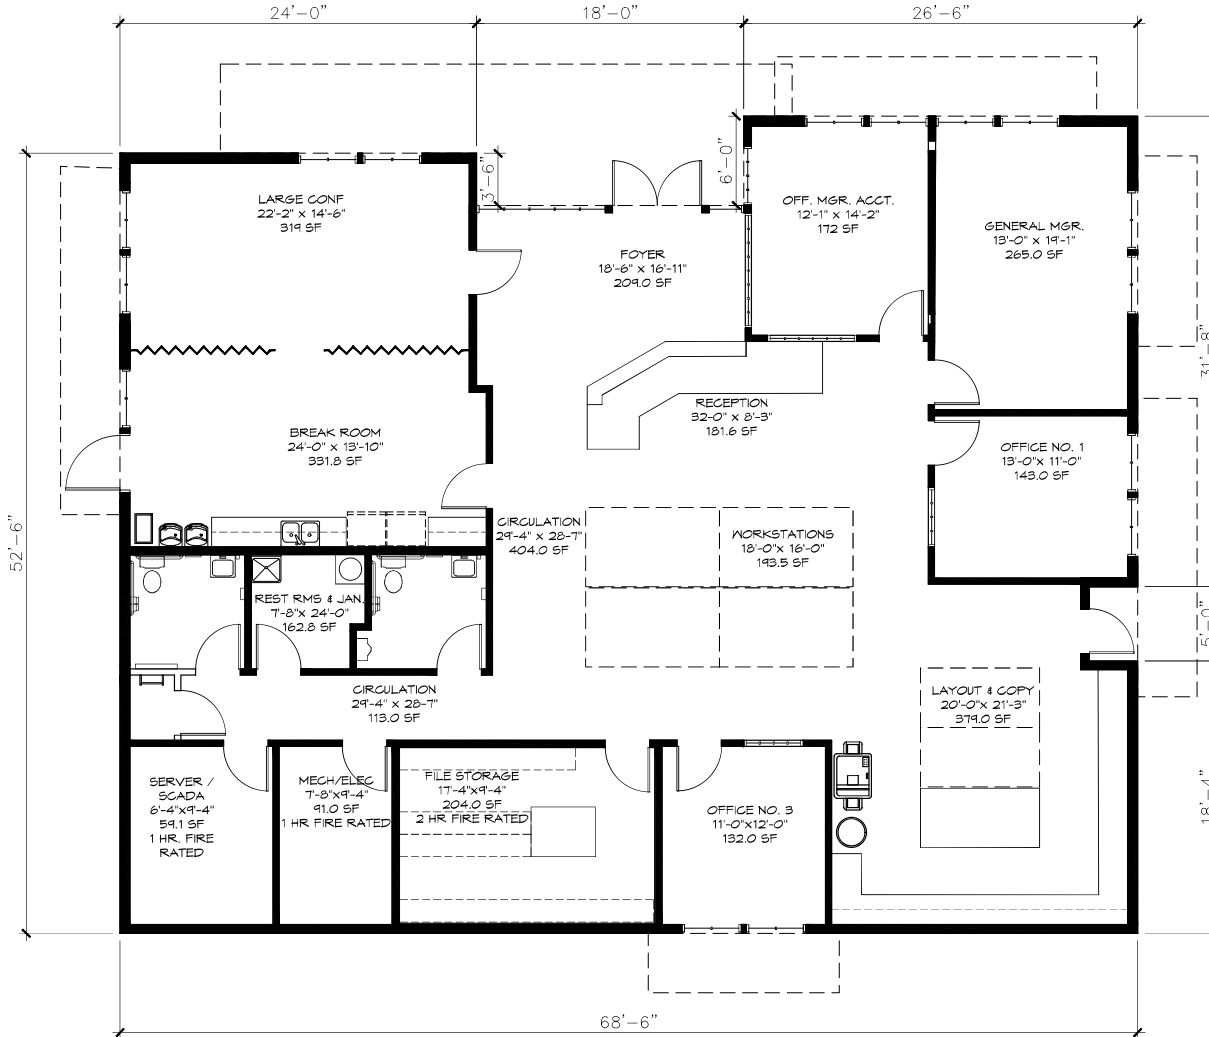 24'-0"
18'-0"
26'-6"
3'-6"
6'-0"
LARGE CONF
22'-2" x 14'-6"
319 SF
OFF. MGR. ACCT.
12'-1" x 14'-2"
172 SF
GENERAL MGR.
13'-0" x 19'-1"
265.0 SF
FOYER
18'-6" x 16'-11"
209.0 SF
31'-8"
RECEPTION
32'-0" x 8'-3"
181.6 SF
BREAK ROOM
24'-0" x 13'-10"
331.8 SF
OFFICE NO. 1
13'-0"x 11'-0"
143.0 SF
52'-6"
CIRCULATION
29'-4" x 28-7"
404.0 SF
WORKSTATIONS
18'-0"x 16'-0"
193.5 SF
REST RMS & JAN.
7'-8"x 24'-0"
162.8 SF
5'-0"
CIRCULATION
29'-4" x 28-7"
113.0 SF
LAYOUT & COPY
20'-0"x 21'-3"
379.0 SF
SERVER /
SCADA
6'-4"x9'-4"
59.1 SF
1 HR. FIRE
RATED
MECH/ELEC
7'-8"x9'-4"
91.0 SF
1 HR FIRE RATED
FILE STORAGE
17'-4"x9'-4"
204.0 SF
2 HR FIRE RATED
OFFICE NO. 3
11'-0"x12'-0"
132.0 SF
18'-4"
68'-6"